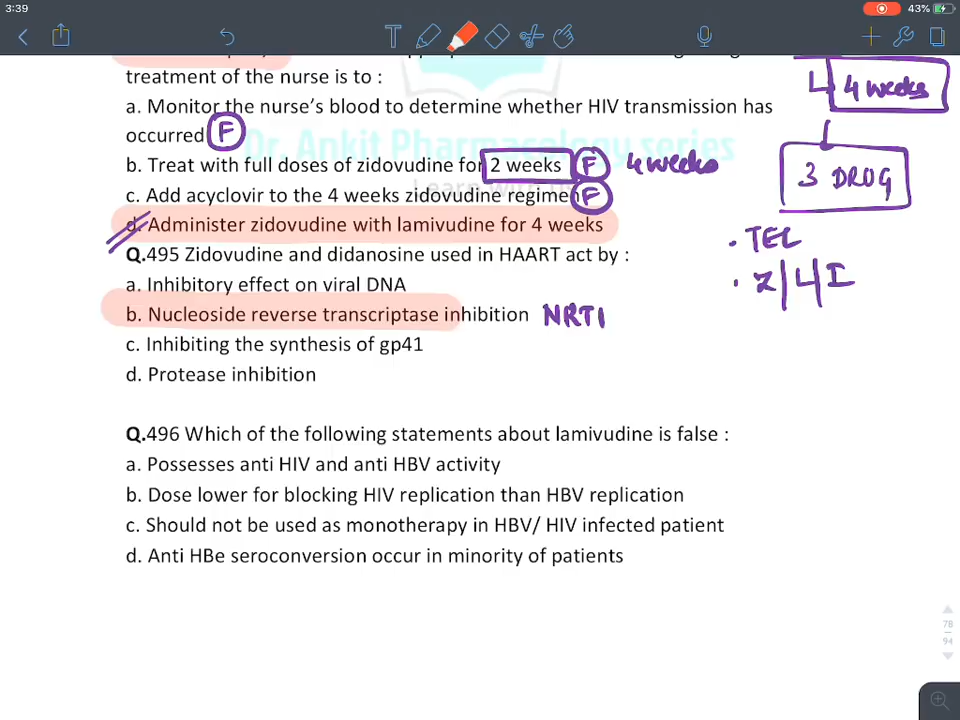 3:39
43%
T
treatment of the nurse is to :
4 weeks
a. Monitor the nurse's blood to determine whether HIV transmission has
occurred F
Dr. Ankit Pharmacology series
b. Treat with full doses of zidovudine for 2 weeks F 4 weeks
3 DRUG
c. Add acyclovir to the 4 weeks zidovudine regimen F
d. Administer zidovudine with lamivudine for 4 weeks
. TEL
Q.495 Zidovudine and didanosine used in HAART act by :
. Z/L/I
a. Inhibitory effect on viral DNA
b. Nucleoside reverse transcriptase inhibition NRTI
c. Inhibiting the synthesis of gp41
d. Protease inhibition
Q.496 Which of the following statements about lamivudine is false :
a. Possesses anti HIV and anti HBV activity
b. Dose lower for blocking HIV replication than HBV replication
c. Should not be used as monotherapy in HBV/ HIV infected patient
d. Anti HBe seroconversion occur in minority of patients
78
94